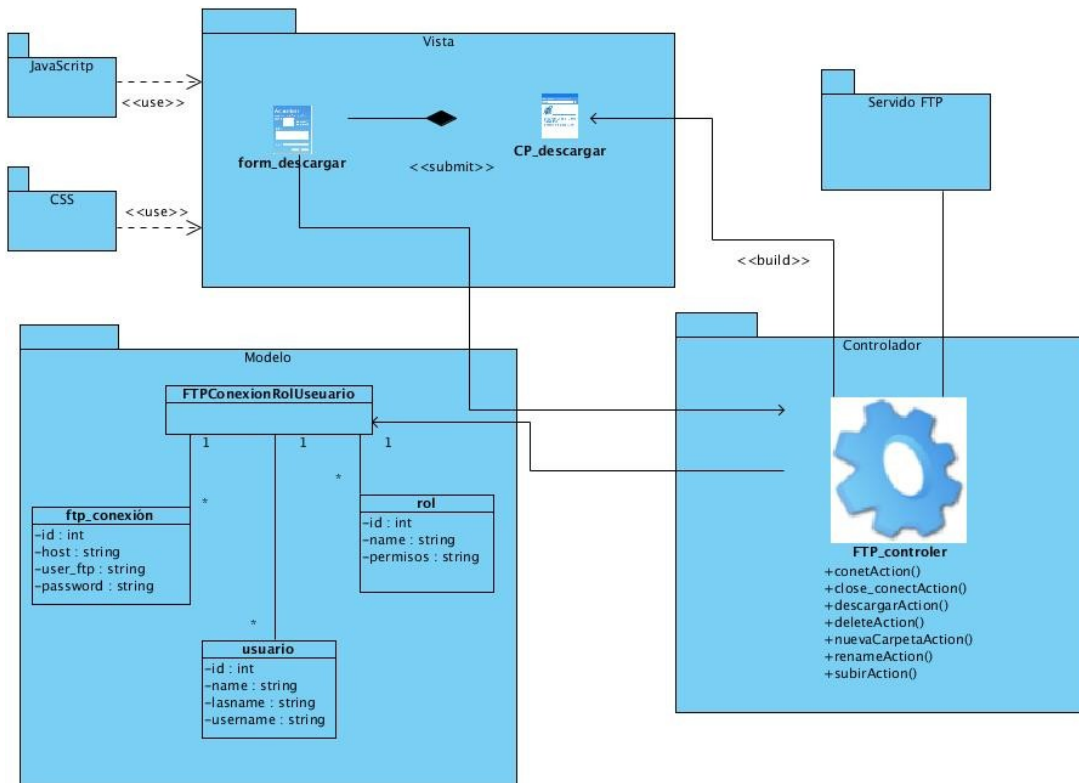 Vista
JavaScritp
<<use>>
form_descargar
CP_descargar
<<submit>>
CSS
<<use>>
Servido FTP
<<build>>
Modelo
FTPConexionRolUseuario
1
1
1
*
*
*
ftp_conexión
-id : int
-host : string
-user_ftp : string
-password : string
rol
-id : int
-name : string
-permisos : string
usuario
-id : int
-name : string
-lasname : string
-username : string
Controlador
FTP_controler
+conetAction()
+close_conectAction()
+descargarAction()
+deleteAction()
+nuevaCarpetaAction()
+renameAction()
+subirAction()